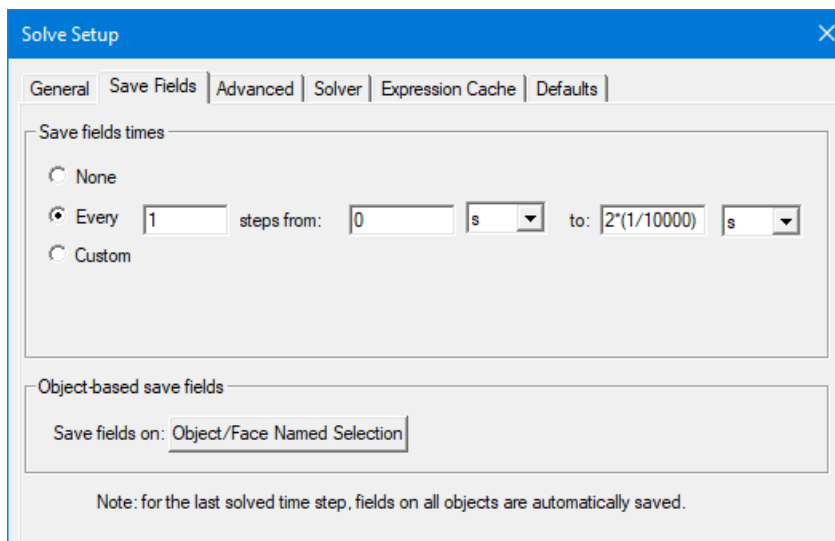 Solve Setup
General Save Fields Advanced Solver Expression Cache Defaults
Save fields times
None
Every 1 steps from: 0 s to: 2*(1/10000) s
Custom
Object-based save fields
Save fields on: Object/Face Named Selection
Note: for the last solved time step, fields on all objects are automatically saved.